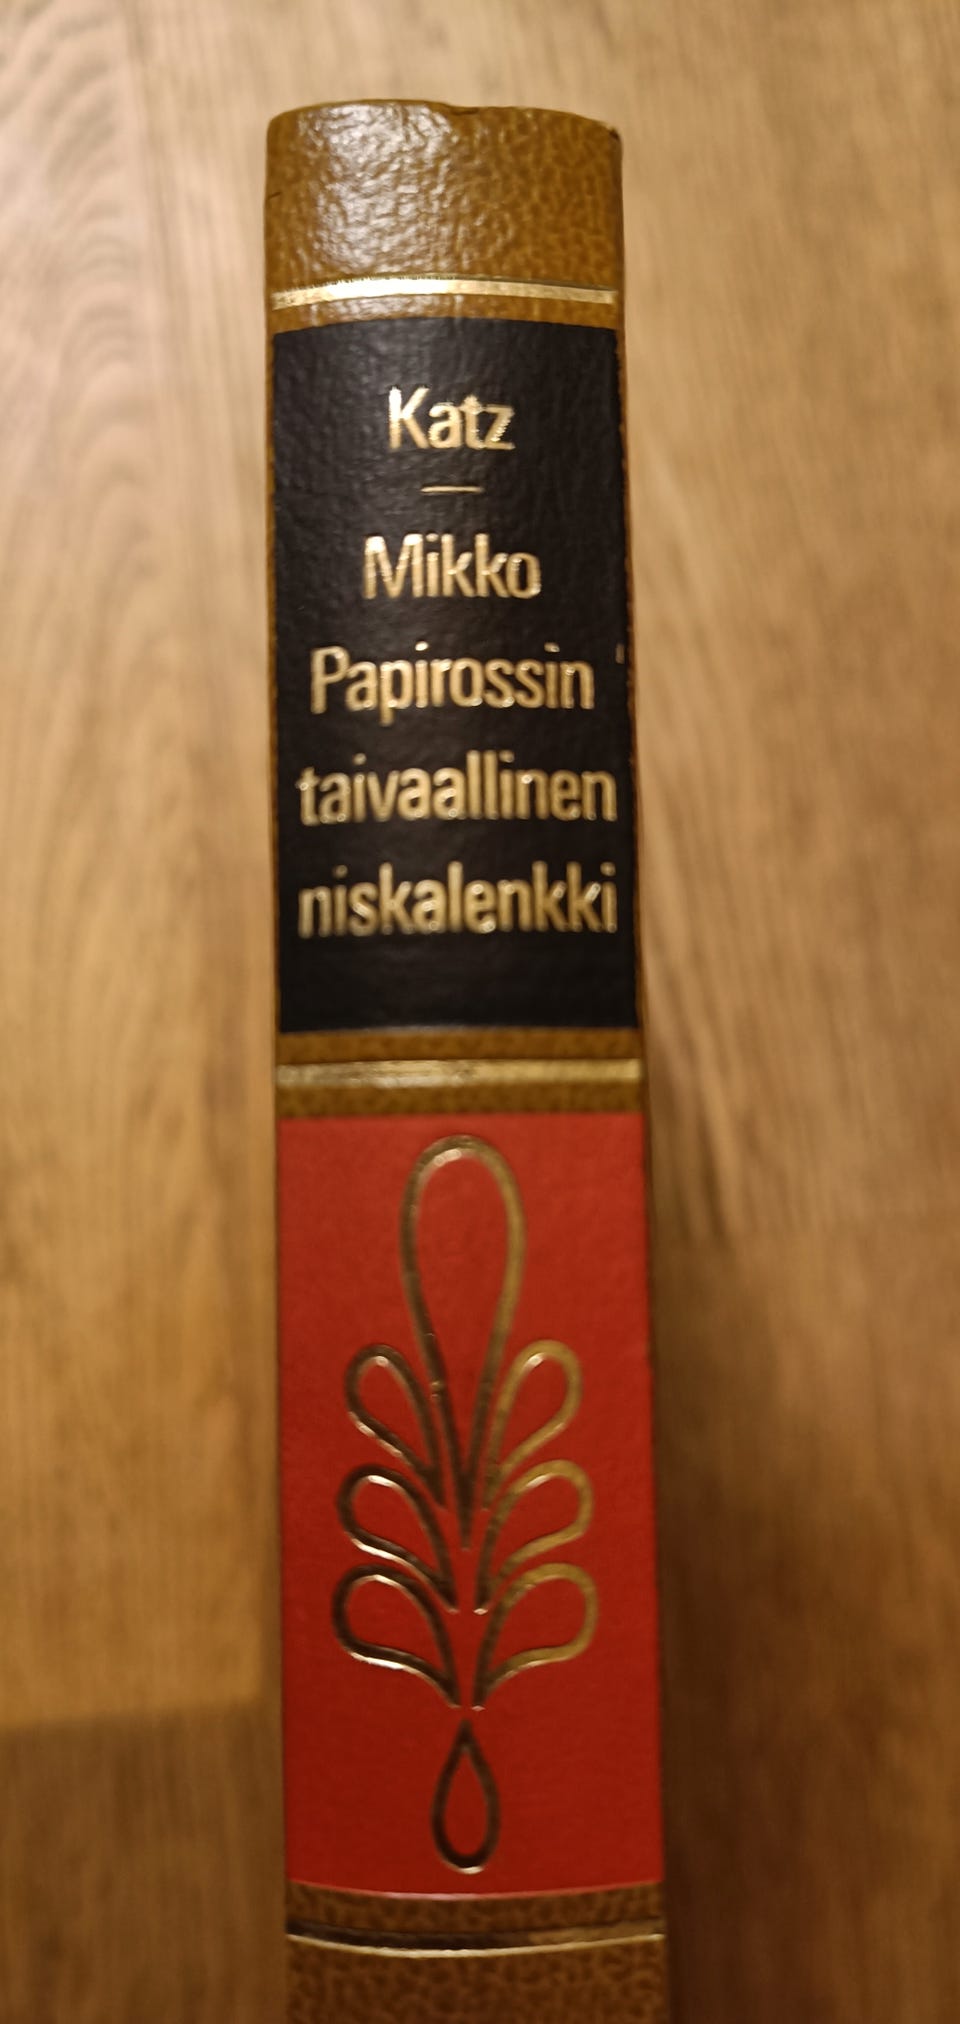 Katz
Mikko
Papirossin
taivaallinen
niskalenkki